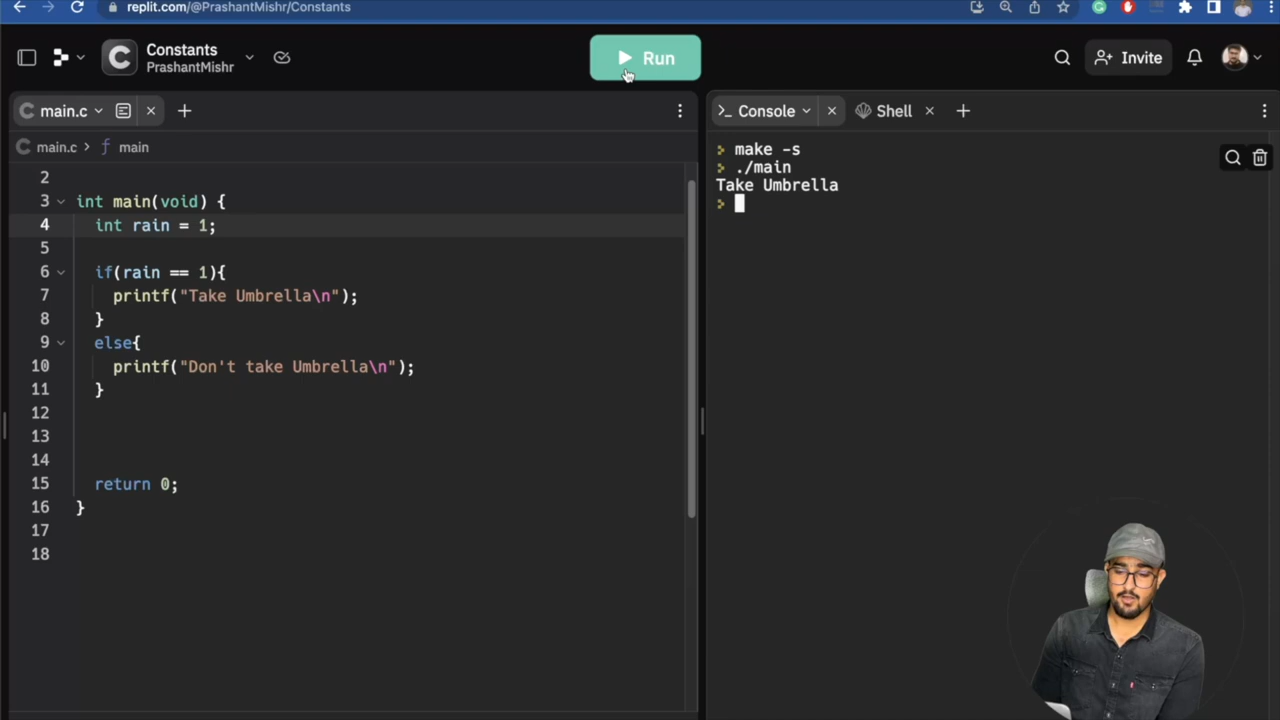 replit.com/@PrashantMishr/Constants
Constants
PrashantMishr
Run
Invite
main.c
main.c > f main
2
3 int main(void) {
4 int rain = 1;
5
6 if(rain == 1){
7 printf("Take Umbrella\n");
8 }
9 else{
10 printf("Don't take Umbrella\n");
11 }
12
13
14
15 return 0;
16 }
17
18
>_ Console
Shell
> make -s
> ./main
Take Umbrella
>